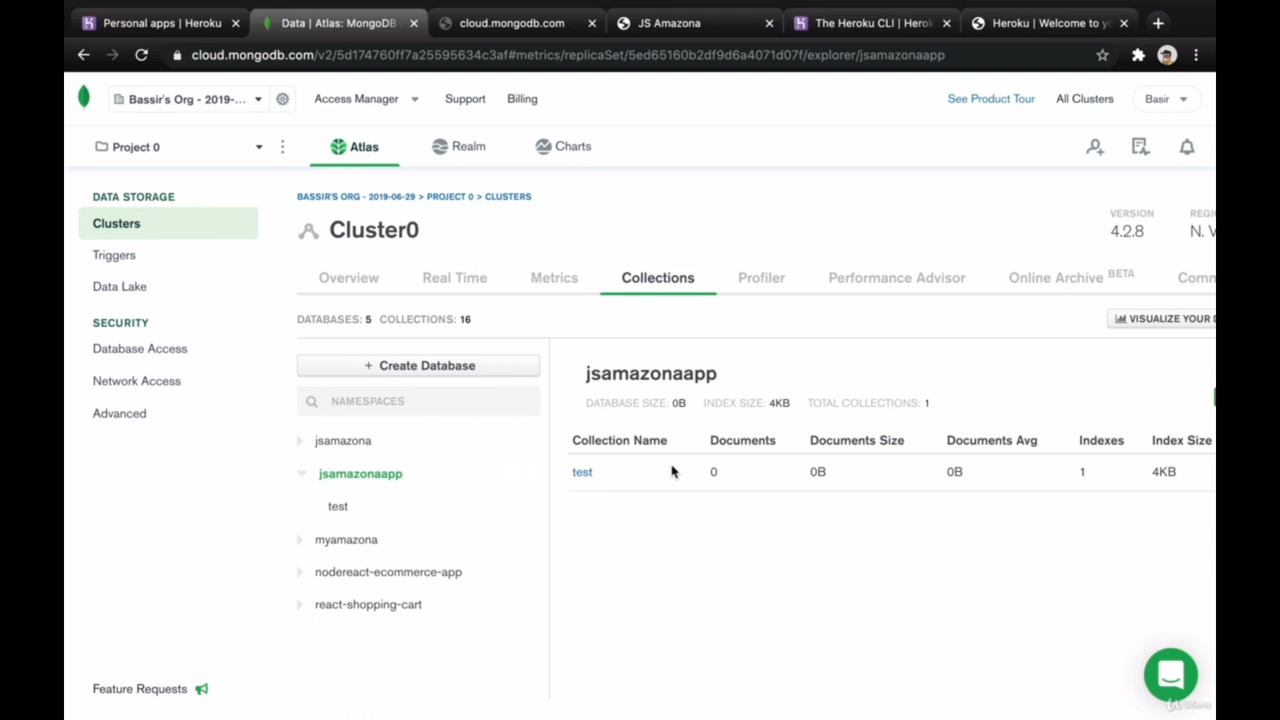 Personal apps | Heroku
Data | Atlas: MongoDB
cloud.mongodb.com
JS Amazona
The Heroku CLI | Herok
Heroku | Welcome to yo
cloud.mongodb.com/v2/5d174760ff7a25595634c3af#metrics/replicaSet/5ed65160b2df9d6a4071d07f/explorer/jsamazonaapp
Bassir's Org - 2019-...
Access Manager
Support
Billing
See Product Tour
All Clusters
Basir
Project 0
Atlas
Realm
Charts
DATA STORAGE
Clusters
Triggers
Data Lake
SECURITY
Database Access
Network Access
Advanced
Feature Requests
BASSIR'S ORG - 2019-06-29 > PROJECT 0 > CLUSTERS
Cluster0
VERSION
4.2.8
REGI
N. V
Overview
Real Time
Metrics
Collections
Profiler
Performance Advisor
Online Archive BETA
Comm
DATABASES: 5 COLLECTIONS: 16
VISUALIZE YOUR D
+ Create Database
NAMESPACES
jsamazona
jsamazonaapp
test
myamazona
nodereact-ecommerce-app
react-shopping-cart
jsamazonaapp
DATABASE SIZE: 0B INDEX SIZE: 4KB TOTAL COLLECTIONS: 1
Collection Name Documents Documents Size Documents Avg Indexes Index Size
test 0 0B 0B 1 4KB